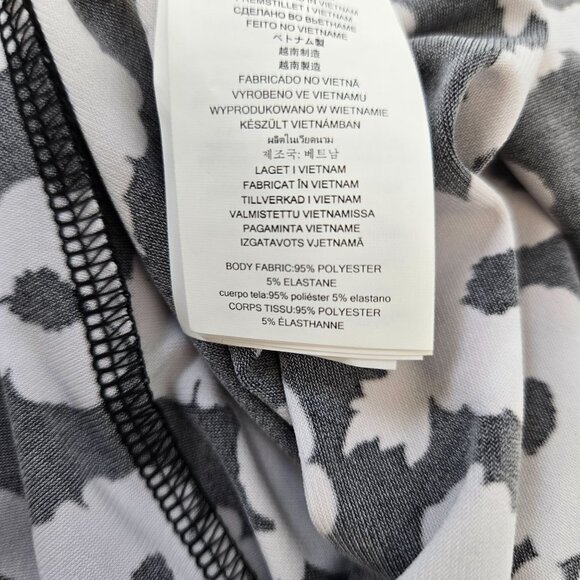 FREMSTILLET I VIETNAM
СДЕЛАНО ВО ВЬЕТНАМЕ
FEITO NO VIETNAME
ベトナム製
越南制造
越南製造
FABRICADO NO VIETNÃ
VYROBENO VE VIETNAMU
WYPRODUKOWANO W WIETNAMIE
KÉSZÜLT VIETNÁMBAN
ผลิตในเวียดนาม
제조국: 베트남
LAGET I VIETNAM
FABRICAT ÎN VIETNAM
TILLVERKAD I VIETNAM
VALMISTETTU VIETNAMISSA
PAGAMINTA VIETNAME
IZGATAVOTS VJETNAMĀ
BODY FABRIC:95% POLYESTER
5% ELASTANE
cuerpo tela:95% poliéster 5% elastano
CORPS TISSU:95% POLYESTER
5% ÉLASTHANNE